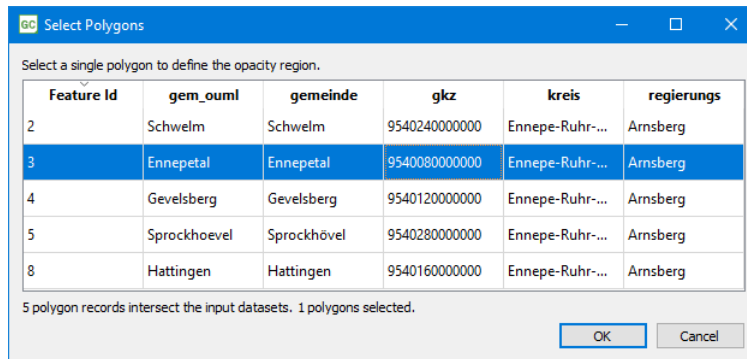 GC Select Polygons
Select a single polygon to define the opacity region.
Feature Id gem_ouml gemeinde gkz kreis regierungs
2 Schwelm Schwelm 9540240000000 Ennepe-Ruhr-... Arnsberg
3 Ennepetal Ennepetal 9540080000000 Ennepe-Ruhr-... Arnsberg
4 Gevelsberg Gevelsberg 9540120000000 Ennepe-Ruhr-... Arnsberg
5 Sprockhoevel Sprockhövel 9540280000000 Ennepe-Ruhr-... Arnsberg
8 Hattingen Hattingen 9540160000000 Ennepe-Ruhr-... Arnsberg
5 polygon records intersect the input datasets. 1 polygons selected.
OK Cancel